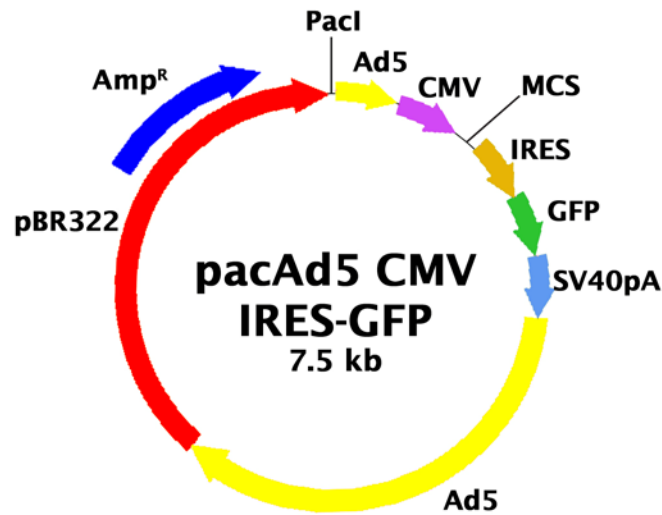 PacI
Ad5
CMV
MCS
IRES
GFP
SV40pA
Ad5
pBR322
Ampᴿ
pacAd5 CMV
IRES-GFP
7.5 kb